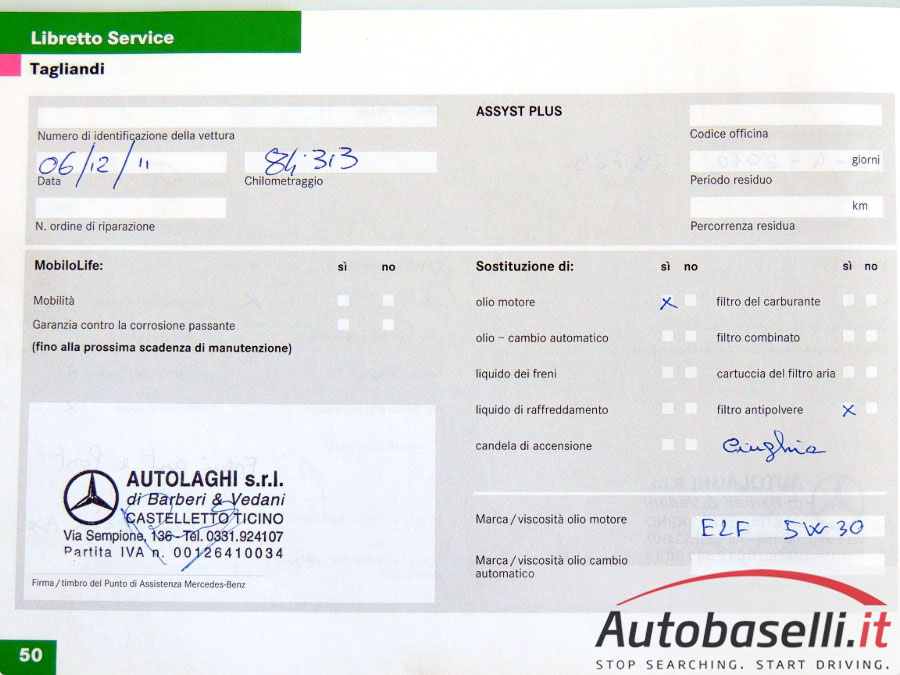 Libretto Service
Tagliandi
Numero di identificazione della vettura
06/12/11
84.313
Data
Chilometraggio
N. ordine di riparazione
ASSYST PLUS
Codice officina
giorni
Periodo residuo
km
Percorrenza residua
MobiloLife: sì no
Mobilità
Garanzia contro la corrosione passante
(fino alla prossima scadenza di manutenzione)
Sostituzione di: sì no sì no
olio motore x filtro del carburante
olio – cambio automatico filtro combinato
liquido dei freni cartuccia del filtro aria
liquido di raffreddamento filtro antipolvere x
candela di accensione Cinghia
AUTOLAGHI s.r.l.
di Barberi & Vedani
CASTELLETTO TICINO
Via Sempione, 136 - Tel. 0331.924107
Partita IVA n. 00126410034
Firma/timbro del Punto di Assistenza Mercedes-Benz
Marca/viscosità olio motore ELF 5W30
Marca/viscosità olio cambio
automatico
50
Autobaselli.it
STOP SEARCHING. START DRIVING.